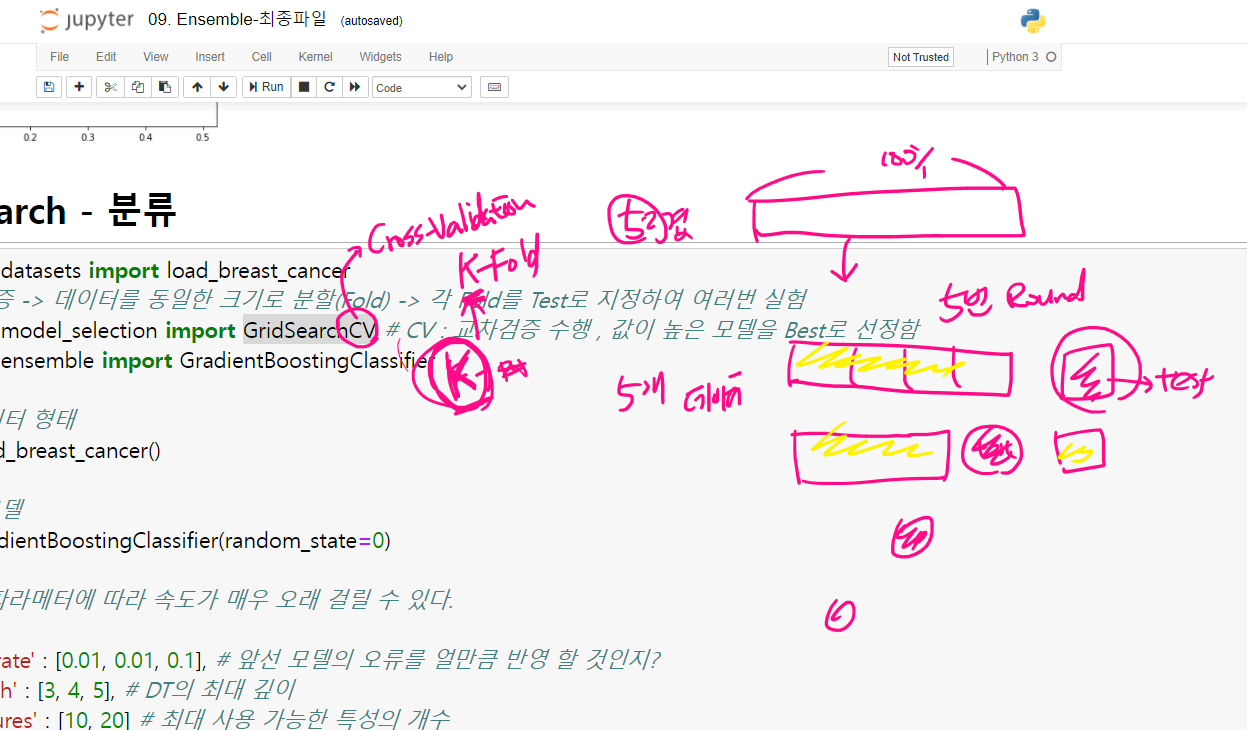 jupyter 09. Ensemble-최종파일 (autosaved)
File Edit View Insert Cell Kernel Widgets Help Not Trusted Python 3
Run Code
0.2 0.3 0.4 0.5
100%
arch - 분류
Cross-Validation
K-Fold
datasets import load_breast_cancer
증 -> 데이터를 동일한 크기로 분할(Fold) -> 각 Fold를 Test로 지정하여 여러번 실험
5번 Round
model_selection import GridSearchCV # CV : 교차검증 수행 , 값이 높은 모델을 Best로 선정함
ensemble import GradientBoostingClassifier
K
5개 데이터
test
터 형태
d_breast_cancer()
델
dientBoostingClassifier(random_state=0)
파라메터에 따라 속도가 매우 오래 걸릴 수 있다.
rate' : [0.01, 0.01, 0.1], # 앞선 모델의 오류를 얼만큼 반영 할 것인지?
h' : [3, 4, 5], # DT의 최대 깊이
ures' : [10, 20] # 최대 사용 가능한 특성의 개수